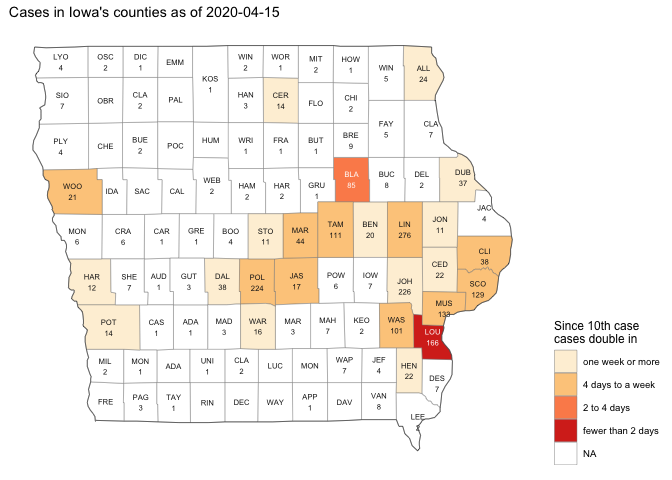 Cases in Iowa's counties as of 2020-04-15
LYO OSC DIC EMM WIN WOR MIT HOW ALL
4 2 1 2 1 2 1 24
KOS
1
WIN
5
SIO OBR CLA PAL HAN CER FLO CHI
7 2 3 14 2
FAY CLA
5 7
PLY CHE BUE POC HUM WRI FRA BUT BRE
4 2 1 1 1 9
WOO IDA SAC CAL WEB HAM HAR GRU BLA BUC DEL DUB
21 2 2 2 1 85 8 2 37
JAC
4
MON CRA CAR GRE BOO STO MAR TAM BEN LIN JON
6 6 1 1 4 11 44 111 20 276 11
CLI
38
HAR SHE AUD GUT DAL POL JAS POW IOW JOH CED
12 7 1 3 38 224 17 6 7 226 22
SCO
129
MUS
133
POT CAS ADA MAD WAR MAR MAH KEO WAS LOU
14 1 1 3 16 3 7 2 101 166
MIL MON ADA UNI CLA LUC MON WAP JEF HEN
2 1 1 2 7 4 22
DES
7
FRE PAG TAY RIN DEC WAY APP DAV VAN
3 1 1 8
LEE
Since 10th case
cases double in
one week or more
4 days to a week
2 to 4 days
fewer than 2 days
NA